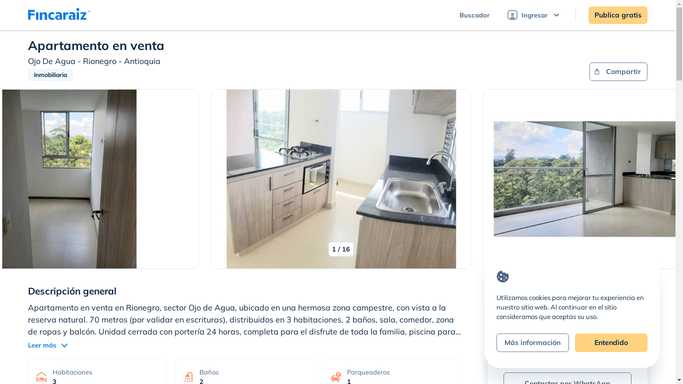 Fincaraiz
Buscador
Ingresar
Publica gratis
Apartamento en venta
Ojo De Agua - Rionegro - Antioquia
Inmobiliaria
Compartir
1 / 16
Descripción general
Apartamento en venta en Rionegro, sector Ojo de Agua, ubicado en una hermosa zona campestre, con vista a la
reserva natural. 70 metros (por validar en escrituras), distribuidos en 3 habitaciones, 2 baños, sala, comedor, zona
de ropas y balcón. Unidad cerrada con portería 24 horas, completa para el disfrute de toda la familia, piscina para...
Leer más
Habitaciones
3
Baños
2
Parqueaderos
1
Utilizamos cookies para mejorar tu experiencia en
nuestro sitio web. Al continuar en el sitio
consideramos que aceptas su uso.
Más información
Entendido
Contactar por WhatsApp